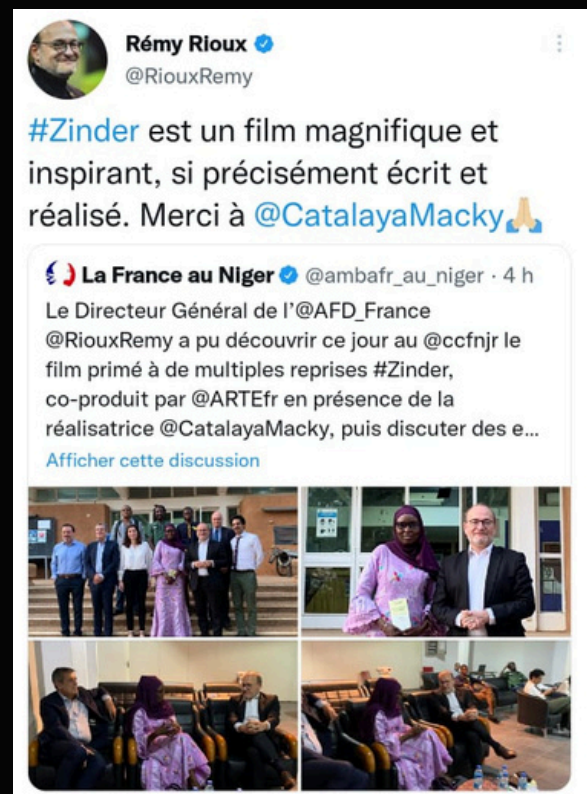 Rémy Rioux
@RiouxRemy
#Zinder est un film magnifique et
inspirant, si précisément écrit et
réalisé. Merci à @CatalayaMacky🙏🏼
La France au Niger @ambafr_au_niger · 4 h
Le Directeur Général de l'@AFD_France
@RiouxRemy a pu découvrir ce jour au @ccfnjr le
film primé à de multiples reprises #Zinder,
co-produit par @ARTEfr en présence de la
réalisatrice @CatalayaMacky, puis discuter des e...
Afficher cette discussion